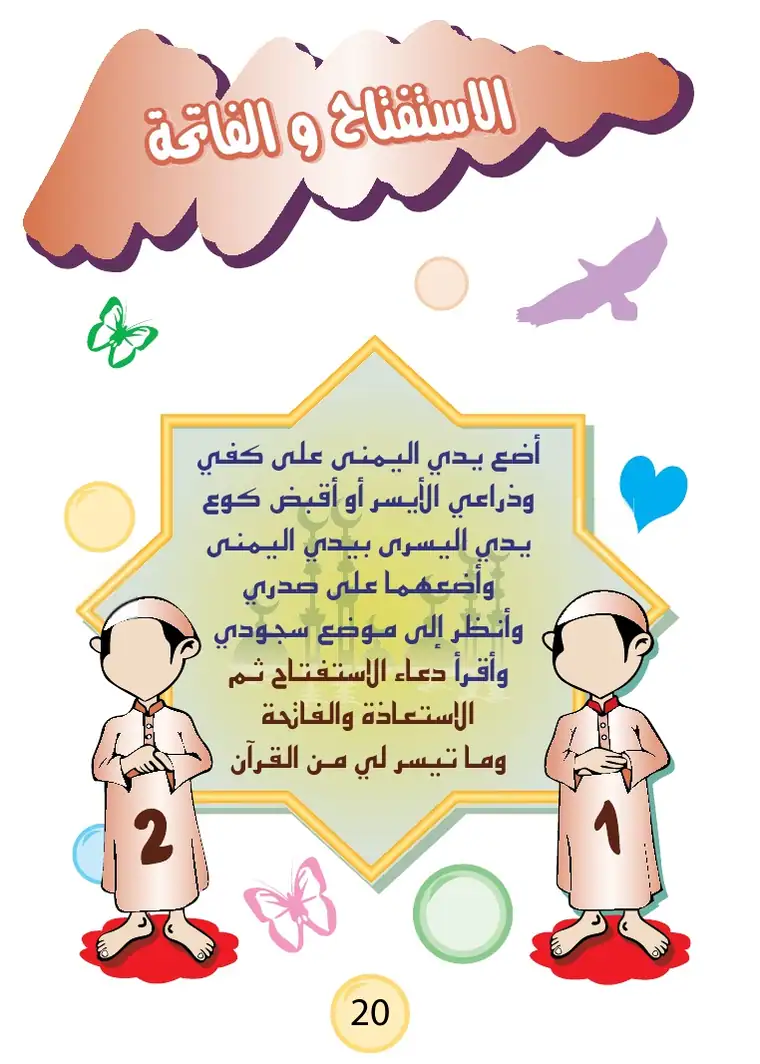 الاستفتاح و الفاتحة
أضع يدي اليمنى على كفي
وذراعي الأيسر أو أقبض كوع
يدي اليسرى بيدي اليمنى
وأضعهما على صدري
وأنظر إلى موضع سجودي
وأقرأ دعاء الاستفتاح ثم
الاستعاذة والفاتحة
وما تيسر لي من القرآن
1
2
20